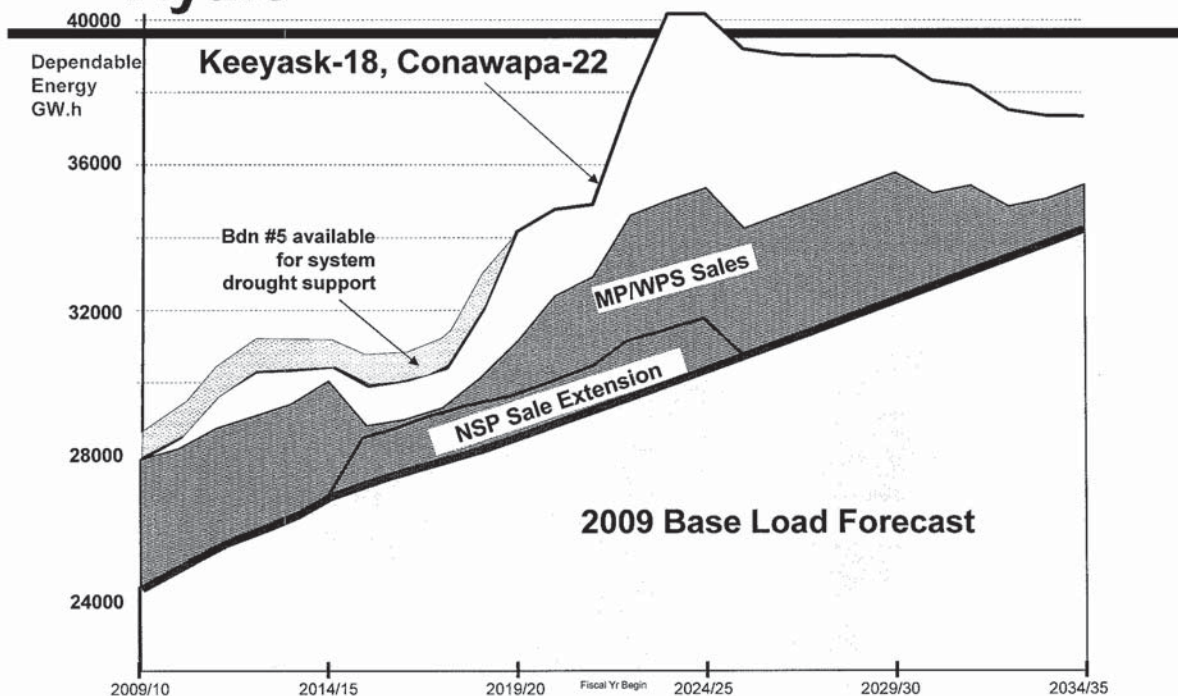 40000
Dependable
Energy
GW.h
Keeyask-18, Conawapa-22
36000
Bdn #5 available
for system
drought support
32000
MP/WPS Sales
NSP Sale Extension
28000
2009 Base Load Forecast
24000
2009/10
2014/15
2019/20
Fiscal Yr Begin
2024/25
2029/30
2034/35